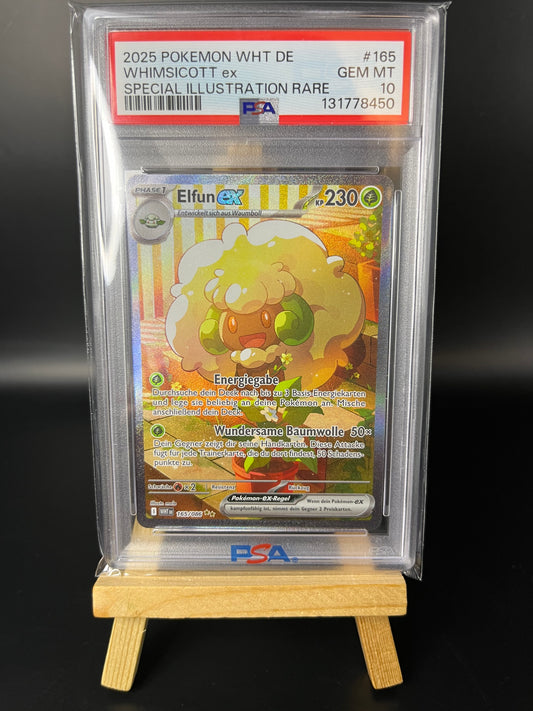 2025 POKEMON WHT DE #165
WHIMSICOTT ex GEM MT
SPECIAL ILLUSTRATION RARE 10
PSA 131778450
PHASE 1 Elfun ex KP 230
Entwickelt sich aus Waumboll
Energiegabe
Durchsuche dein Deck nach bis zu 3 Basis-Energiekarten
und lege sie beliebig an deine Pokémon an. Mische
anschließend dein Deck.
Wundersame Baumwolle 50×
Dein Gegner zeigt dir seine Handkarten. Diese Attacke
fügt für jede Trainerkarte, die du dort findest, 50 Schadens-
punkte zu.
Schwäche ×2 Resistenz Rückzug
Pokémon-ex-Regel Wenn dein Pokémon-ex
kampfunfähig ist, nimmt dein Gegner 2 Preiskarten.
Illustr.
I WHT DE 165/086
PSA